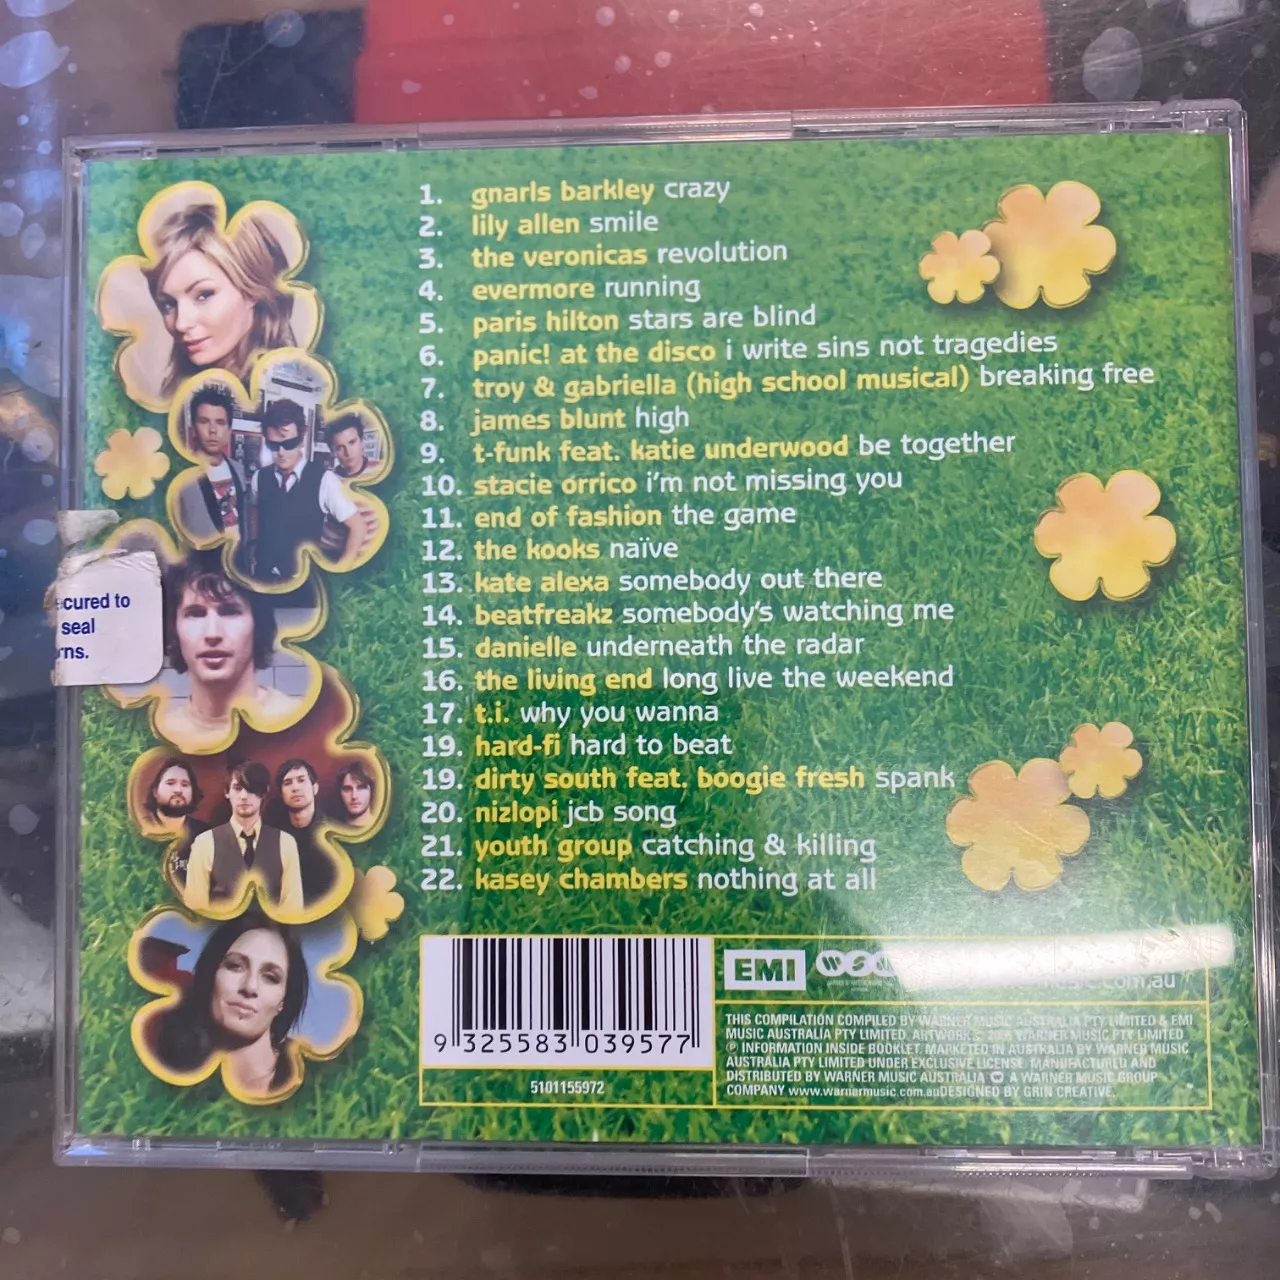 1. gnarls barkley crazy
2. lily allen smile
3. the veronicas revolution
4. evermore running
5. paris hilton stars are blind
6. panic! at the disco i write sins not tragedies
7. troy & gabriella (high school musical) breaking free
8. james blunt high
9. t-funk feat. katie underwood be together
10. stacie orrico i'm not missing you
11. end of fashion the game
12. the kooks naïve
13. kate alexa somebody out there
14. beatfreakz somebody's watching me
15. danielle underneath the radar
16. the living end long live the weekend
17. t.i. why you wanna
19. hard-fi hard to beat
19. dirty south feat. boogie fresh spank
20. nizlopi jcb song
21. youth group catching & killing
22. kasey chambers nothing at all
ecured to
seal
rns.
9 325583 039577
5101155972
EMI
.com.au
THIS COMPILATION COMPILED BY WARNER MUSIC AUSTRALIA PTY LIMITED & EMI
MUSIC AUSTRALIA PTY LIMITED. ARTWORK WARNER MUSIC PTY LIMITED
℗ INFORMATION INSIDE BOOKLET. MARKETED IN AUSTRALIA BY WARNER MUSIC
AUSTRALIA PTY LIMITED UNDER EXCLUSIVE LICENSE. MANUFACTURED AND
DISTRIBUTED BY WARNER MUSIC AUSTRALIA A WARNER MUSIC GROUP
COMPANY www.warnermusic.com.auDESIGNED BY GRIN CREATIVE.